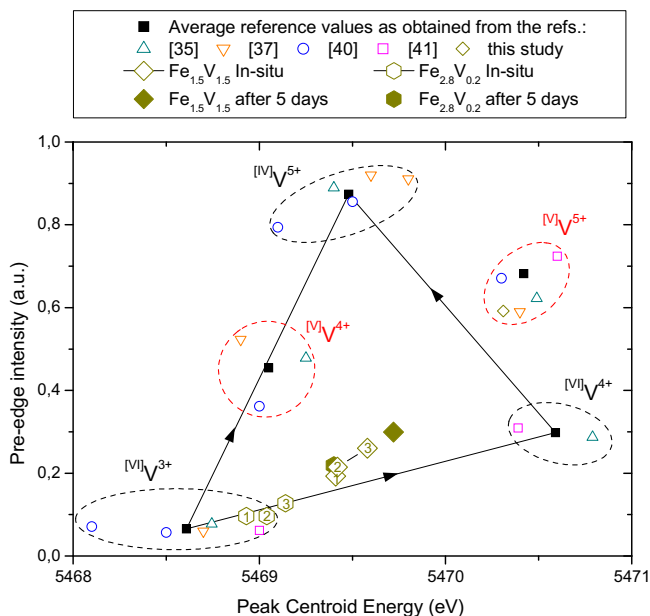 Average reference values as obtained from the refs.:
[35] [37] [40] [41] this study
Fe1.5V1.5 In-situ Fe2.8V0.2 In-situ
Fe1.5V1.5 after 5 days Fe2.8V0.2 after 5 days
1,0
[IV]V5+
0,8
[V]V5+
0,6
[V]V4+
0,4
[VI]V4+
3
2
1
0,2
[VI]V3+
1 2 3
0,0
5468 5469 5470 5471
Pre-edge intensity (a.u.)
Peak Centroid Energy (eV)